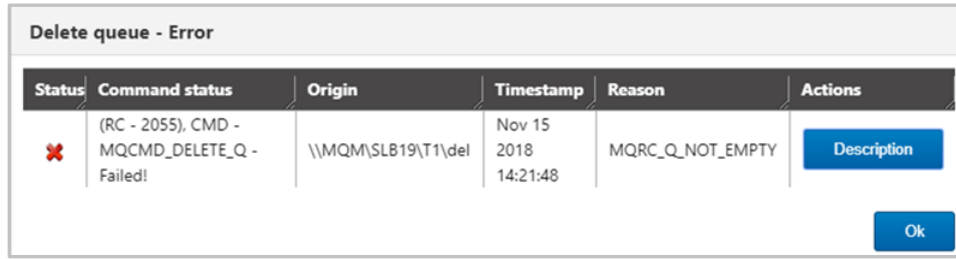 Delete queue - Error
Status Command status Origin Timestamp Reason Actions
(RC - 2055), CMD -
MQCMD_DELETE_Q -
Failed!
\\MQM\SLB19\T1\del
Nov 15
2018
14:21:48
MQRC_Q_NOT_EMPTY
Description
Ok